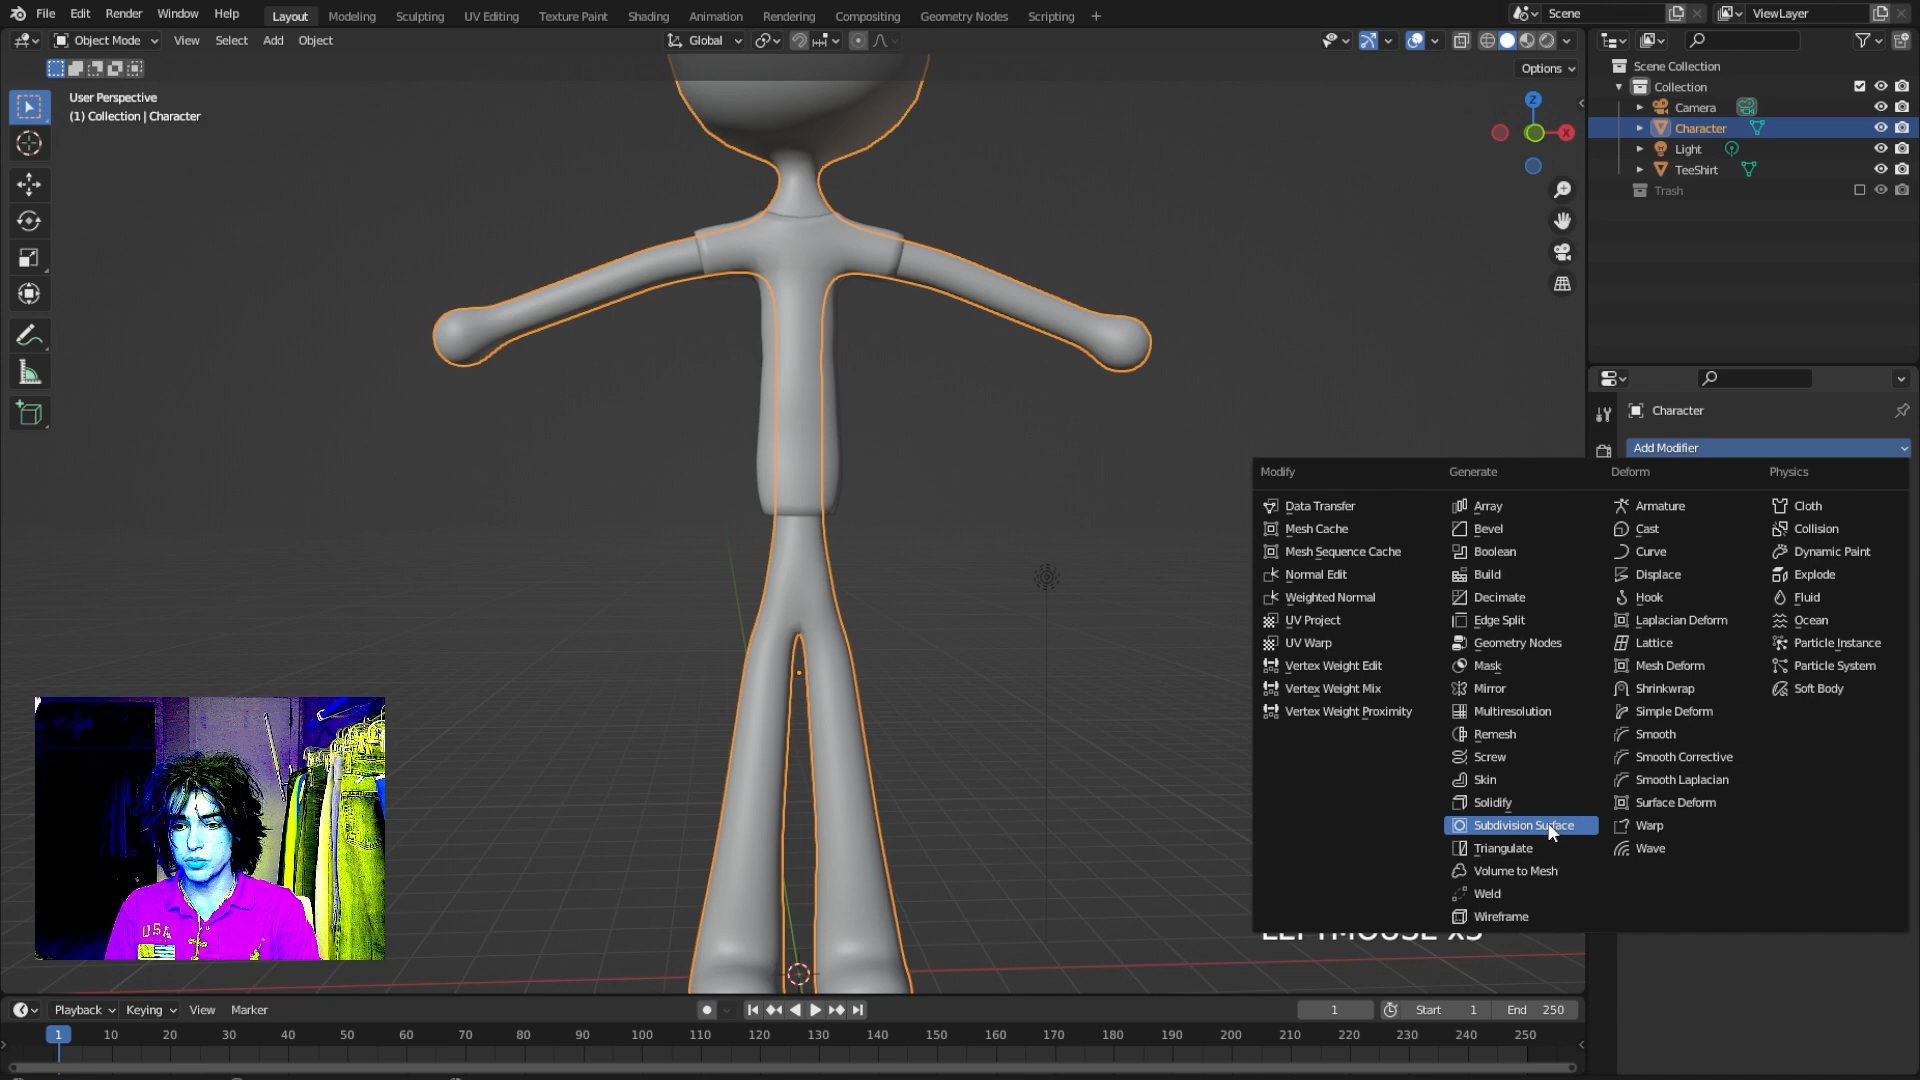 File Edit Render Window Help Layout Modeling Sculpting UV Editing Texture Paint Shading Animation Rendering Compositing Geometry Nodes Scripting + Scene ViewLayer
Object Mode View Select Add Object Global
Options
User Perspective
(1) Collection | Character
Z
X
Scene Collection
Collection
Camera
Character
Light
TeeShirt
Trash
Character
Add Modifier
Modify Generate Deform Physics
Data Transfer Array Armature Cloth
Mesh Cache Bevel Cast Collision
Mesh Sequence Cache Boolean Curve Dynamic Paint
Normal Edit Build Displace Explode
Weighted Normal Decimate Hook Fluid
UV Project Edge Split Laplacian Deform Ocean
UV Warp Geometry Nodes Lattice Particle Instance
Vertex Weight Edit Mask Mesh Deform Particle System
Vertex Weight Mix Mirror Shrinkwrap Soft Body
Vertex Weight Proximity Multiresolution Simple Deform
Remesh Smooth
Screw Smooth Corrective
Skin Smooth Laplacian
Solidify Surface Deform
Subdivision Surface Warp
Triangulate Wave
Volume to Mesh
Weld
Wireframe
USA
Playback Keying View Marker 1 Start 1 End 250
1 10 20 30 40 50 60 70 80 90 100 110 120 130 140 150 160 170 180 190 200 210 220 230 240 250